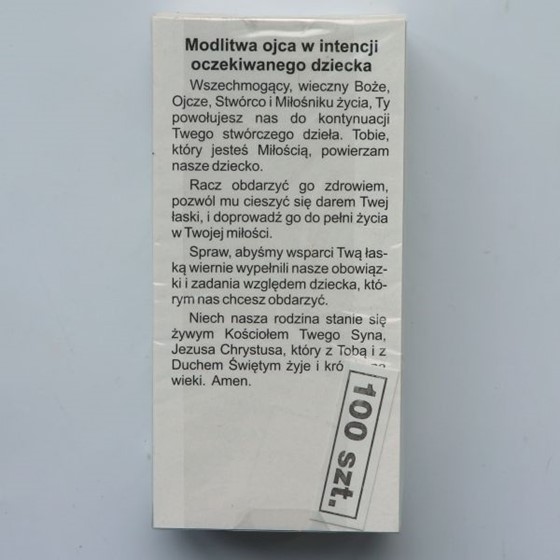 Modlitwa ojca w intencji
oczekiwanego dziecka
Wszechmogący, wieczny Boże,
Ojcze, Stwórco i Miłośniku życia, Ty
powołujesz nas do kontynuacji
Twego stwórczego dzieła. Tobie,
który jesteś Miłością, powierzam
nasze dziecko.
Racz obdarzyć go zdrowiem,
pozwól mu cieszyć się darem Twej
łaski, i doprowadź go do pełni życia
w Twojej miłości.
Spraw, abyśmy wsparci Twą łas-
ką wiernie wypełnili nasze obowiąz-
ki i zadania względem dziecka, któ-
rym nas chcesz obdarzyć.
Niech nasza rodzina stanie się
żywym Kościołem Twego Syna,
Jezusa Chrystusa, który z Tobą i z
Duchem Świętym żyje i
wieki. Amen.
100 szt.